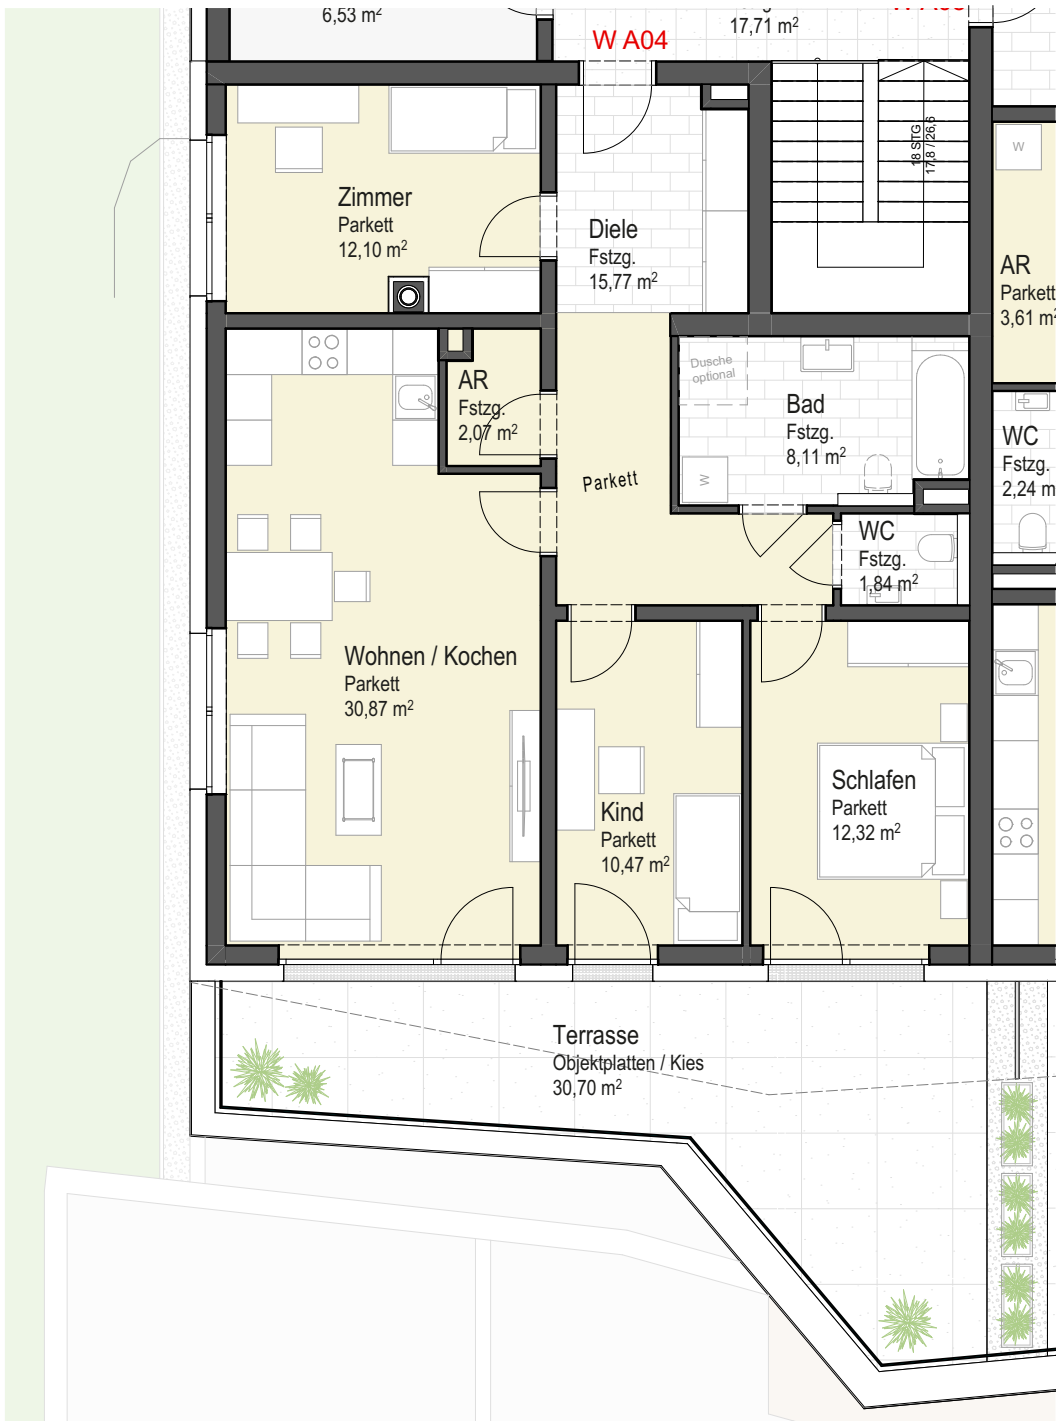 6,53 m²
17,71 m²
W A04
18 STG
17,8 / 26,6
W
Zimmer
Parkett
12,10 m²
Diele
Fstzg.
15,77 m²
AR
Parkett
3,61 m²
AR
Fstzg.
2,07 m²
Dusche
optional
Bad
Fstzg.
8,11 m²
W
Parkett
WC
Fstzg.
2,24 m
WC
Fstzg.
1,84 m²
Wohnen / Kochen
Parkett
30,87 m²
Kind
Parkett
10,47 m²
Schlafen
Parkett
12,32 m²
Terrasse
Objektplatten / Kies
30,70 m²